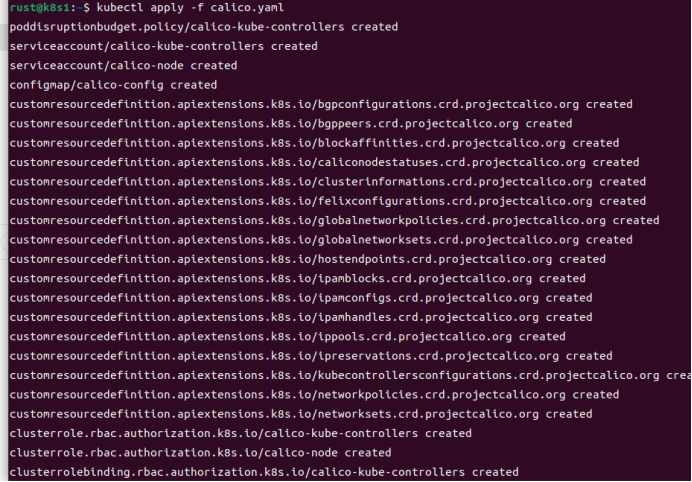 rust@k8s1:~$ kubectl apply -f calico.yaml
poddisruptionbudget.policy/calico-kube-controllers created
serviceaccount/calico-kube-controllers created
serviceaccount/calico-node created
configmap/calico-config created
customresourcedefinition.apiextensions.k8s.io/bgpconfigurations.crd.projectcalico.org created
customresourcedefinition.apiextensions.k8s.io/bgppeers.crd.projectcalico.org created
customresourcedefinition.apiextensions.k8s.io/blockaffinities.crd.projectcalico.org created
customresourcedefinition.apiextensions.k8s.io/caliconodestatuses.crd.projectcalico.org created
customresourcedefinition.apiextensions.k8s.io/clusterinformations.crd.projectcalico.org created
customresourcedefinition.apiextensions.k8s.io/felixconfigurations.crd.projectcalico.org created
customresourcedefinition.apiextensions.k8s.io/globalnetworkpolicies.crd.projectcalico.org created
customresourcedefinition.apiextensions.k8s.io/globalnetworksets.crd.projectcalico.org created
customresourcedefinition.apiextensions.k8s.io/hostendpoints.crd.projectcalico.org created
customresourcedefinition.apiextensions.k8s.io/ipamblocks.crd.projectcalico.org created
customresourcedefinition.apiextensions.k8s.io/ipamconfigs.crd.projectcalico.org created
customresourcedefinition.apiextensions.k8s.io/ipamhandles.crd.projectcalico.org created
customresourcedefinition.apiextensions.k8s.io/ippools.crd.projectcalico.org created
customresourcedefinition.apiextensions.k8s.io/ipreservations.crd.projectcalico.org created
customresourcedefinition.apiextensions.k8s.io/kubecontrollersconfigurations.crd.projectcalico.org crea
customresourcedefinition.apiextensions.k8s.io/networkpolicies.crd.projectcalico.org created
customresourcedefinition.apiextensions.k8s.io/networksets.crd.projectcalico.org created
clusterrole.rbac.authorization.k8s.io/calico-kube-controllers created
clusterrole.rbac.authorization.k8s.io/calico-node created
clusterrolebinding.rbac.authorization.k8s.io/calico-kube-controllers created